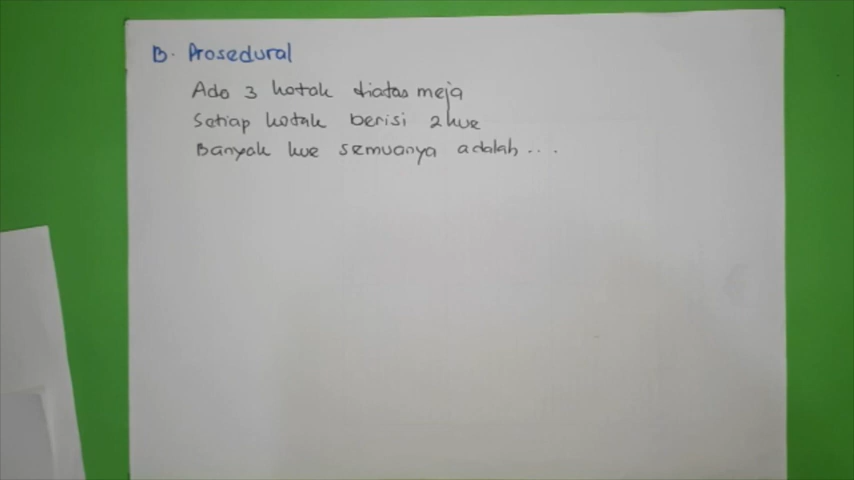 B. Prosedural
Ada 3 kotak diatas meja
Setiap kotak berisi 2 kue
Banyak kue semuanya adalah ...